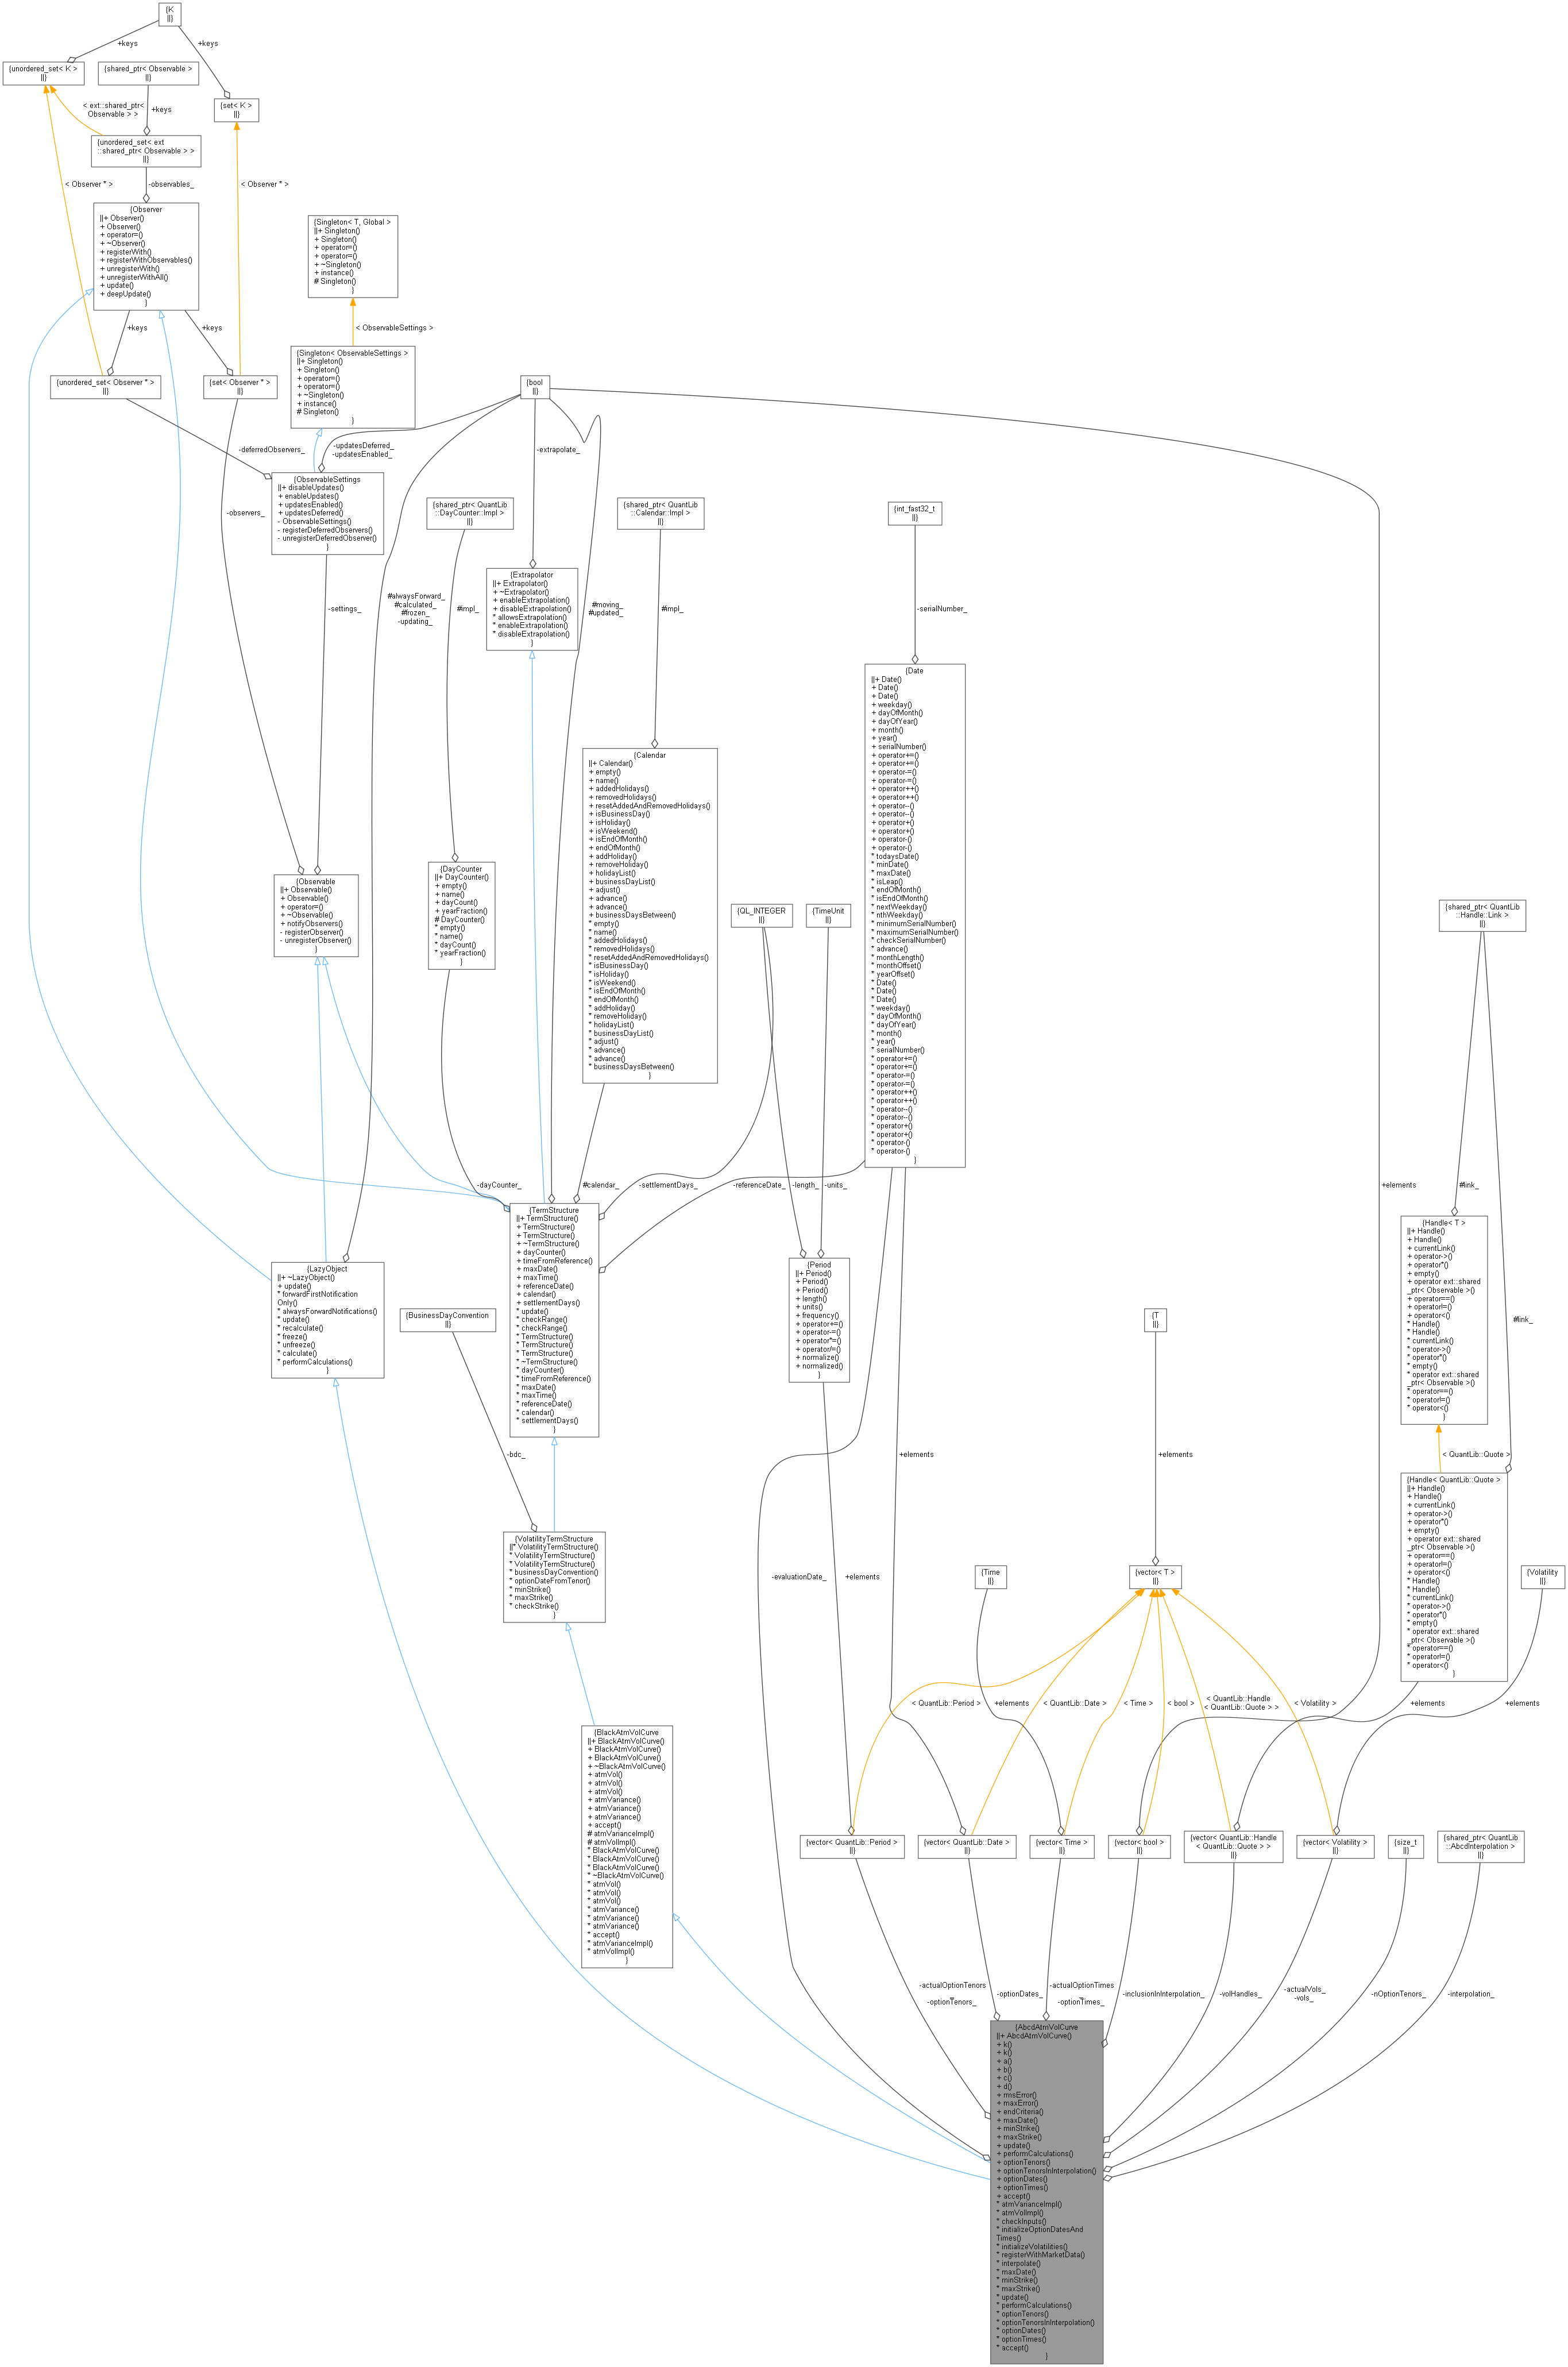 {K
||}
+keys
+keys
{unordered_set< K >
||}
{shared_ptr< Observable >
||}
{set< K >
||}
< ext::shared_ptr<
Observable > >
+keys
{unordered_set< ext
::shared_ptr< Observable > >
||}
< Observer * >
-observables_
< Observer * >
{Observer
||+ Observer()
+ Observer()
+ operator=()
+ ~Observer()
+ registerWith()
+ registerWithObservables()
+ unregisterWith()
+ unregisterWithAll()
+ update()
+ deepUpdate()
}
{Singleton< T, Global >
||+ Singleton()
+ Singleton()
+ operator=()
+ operator=()
+ ~Singleton()
+ instance()
# Singleton()
}
+keys
+keys
< ObservableSettings >
{unordered_set< Observer * >
||}
{set< Observer * >
||}
{Singleton< ObservableSettings >
||+ Singleton()
+ Singleton()
+ operator=()
+ operator=()
+ ~Singleton()
+ instance()
# Singleton()
}
{bool
||}
-deferredObservers_
-updatesDeferred_
-updatesEnabled_
-extrapolate_
{ObservableSettings
||+ disableUpdates()
+ enableUpdates()
+ updatesEnabled()
+ updatesDeferred()
- ObservableSettings()
- registerDeferredObservers()
- unregisterDeferredObserver()
}
-observers_
{shared_ptr< QuantLib
::DayCounter::Impl >
||}
{shared_ptr< QuantLib
::Calendar::Impl >
||}
{int_fast32_t
||}
{Extrapolator
||+ Extrapolator()
+ ~Extrapolator()
+ enableExtrapolation()
+ disableExtrapolation()
* allowsExtrapolation()
* enableExtrapolation()
* disableExtrapolation()
}
-settings_
#alwaysForward_
#calculated_
#frozen_
-updating_
#impl_
#moving_
#updated_
#impl_
-serialNumber_
{Date
||+ Date()
+ Date()
+ Date()
+ weekday()
+ dayOfMonth()
+ dayOfYear()
+ month()
+ year()
+ serialNumber()
+ operator+=()
+ operator+=()
+ operator-=()
+ operator-=()
+ operator++()
+ operator++()
+ operator--()
+ operator--()
+ operator+()
+ operator+()
+ operator-()
+ operator-()
* todaysDate()
* minDate()
* maxDate()
* isLeap()
* endOfMonth()
* isEndOfMonth()
* nextWeekday()
* nthWeekday()
* minimumSerialNumber()
* maximumSerialNumber()
* checkSerialNumber()
* advance()
* monthLength()
* monthOffset()
* yearOffset()
* Date()
* Date()
* Date()
* weekday()
* dayOfMonth()
* dayOfYear()
* month()
* year()
* serialNumber()
* operator+=()
* operator+=()
* operator-=()
* operator-=()
* operator++()
* operator++()
* operator--()
* operator--()
* operator+()
* operator+()
* operator-()
* operator-()
}
{Calendar
||+ Calendar()
+ empty()
+ name()
+ addedHolidays()
+ removedHolidays()
+ resetAddedAndRemovedHolidays()
+ isBusinessDay()
+ isHoliday()
+ isWeekend()
+ isEndOfMonth()
+ endOfMonth()
+ addHoliday()
+ removeHoliday()
+ holidayList()
+ businessDayList()
+ adjust()
+ advance()
+ advance()
+ businessDaysBetween()
* empty()
* name()
* addedHolidays()
* removedHolidays()
* resetAddedAndRemovedHolidays()
* isBusinessDay()
* isHoliday()
* isWeekend()
* isEndOfMonth()
* endOfMonth()
* addHoliday()
* removeHoliday()
* holidayList()
* businessDayList()
* adjust()
* advance()
* advance()
* businessDaysBetween()
}
{DayCounter
||+ DayCounter()
+ empty()
+ name()
+ dayCount()
+ yearFraction()
# DayCounter()
* empty()
* name()
* dayCount()
* yearFraction()
}
{Observable
||+ Observable()
+ Observable()
+ operator=()
+ ~Observable()
+ notifyObservers()
- registerObserver()
- unregisterObserver()
}
{QL_INTEGER
||}
{TimeUnit
||}
{shared_ptr< QuantLib
::Handle::Link >
||}
-dayCounter_
#calendar_
-settlementDays_
-referenceDate_
-length_
-units_
+elements
#link_
#link_
{TermStructure
||+ TermStructure()
+ TermStructure()
+ TermStructure()
+ ~TermStructure()
+ dayCounter()
+ timeFromReference()
+ maxDate()
+ maxTime()
+ referenceDate()
+ calendar()
+ settlementDays()
* update()
* checkRange()
* checkRange()
* TermStructure()
* TermStructure()
* TermStructure()
* ~TermStructure()
* dayCounter()
* timeFromReference()
* maxDate()
* maxTime()
* referenceDate()
* calendar()
* settlementDays()
}
{LazyObject
||+ ~LazyObject()
+ update()
* forwardFirstNotification
Only()
* alwaysForwardNotifications()
* update()
* recalculate()
* freeze()
* unfreeze()
* calculate()
* performCalculations()
}
{Period
||+ Period()
+ Period()
+ Period()
+ length()
+ units()
+ frequency()
+ operator+=()
+ operator-=()
+ operator*=()
+ operator/=()
+ normalize()
+ normalized()
}
{Handle< T >
||+ Handle()
+ Handle()
+ currentLink()
+ operator->()
+ operator*()
+ empty()
+ operator ext::shared
_ptr< Observable >()
+ operator==()
+ operator!=()
+ operator<()
* Handle()
* Handle()
* currentLink()
* operator->()
* operator*()
* empty()
* operator ext::shared
_ptr< Observable >()
* operator==()
* operator!=()
* operator<()
}
{BusinessDayConvention
||}
{T
||}
-bdc_
+elements
+elements
< QuantLib::Quote >
{Handle< QuantLib::Quote >
||+ Handle()
+ Handle()
+ currentLink()
+ operator->()
+ operator*()
+ empty()
+ operator ext::shared
_ptr< Observable >()
+ operator==()
+ operator!=()
+ operator<()
* Handle()
* Handle()
* currentLink()
* operator->()
* operator*()
* empty()
* operator ext::shared
_ptr< Observable >()
* operator==()
* operator!=()
* operator<()
}
{VolatilityTermStructure
||* VolatilityTermStructure()
* VolatilityTermStructure()
* VolatilityTermStructure()
* businessDayConvention()
* optionDateFromTenor()
* minStrike()
* maxStrike()
* checkStrike()
}
-evaluationDate_
+elements
{Time
||}
{vector< T >
||}
{Volatility
||}
< QuantLib::Period >
+elements
< QuantLib::Date >
< Time >
< bool >
< QuantLib::Handle
< QuantLib::Quote > >
< Volatility >
+elements
+elements
{BlackAtmVolCurve
||+ BlackAtmVolCurve()
+ BlackAtmVolCurve()
+ BlackAtmVolCurve()
+ ~BlackAtmVolCurve()
+ atmVol()
+ atmVol()
+ atmVol()
+ atmVariance()
+ atmVariance()
+ atmVariance()
+ accept()
# atmVarianceImpl()
# atmVolImpl()
* BlackAtmVolCurve()
* BlackAtmVolCurve()
* BlackAtmVolCurve()
* ~BlackAtmVolCurve()
* atmVol()
* atmVol()
* atmVol()
* atmVariance()
* atmVariance()
* atmVariance()
* accept()
* atmVarianceImpl()
* atmVolImpl()
}
{vector< QuantLib::Period >
||}
{vector< QuantLib::Date >
||}
{vector< Time >
||}
{vector< bool >
||}
{vector< QuantLib::Handle
< QuantLib::Quote > >
||}
{vector< Volatility >
||}
{size_t
||}
{shared_ptr< QuantLib
::AbcdInterpolation >
||}
-actualOptionTenors
_
-optionTenors_
-optionDates_
-actualOptionTimes
_
-optionTimes_
-inclusionInInterpolation_
-volHandles_
-actualVols_
-vols_
-nOptionTenors_
-interpolation_
{AbcdAtmVolCurve
||+ AbcdAtmVolCurve()
+ k()
+ k()
+ a()
+ b()
+ c()
+ d()
+ rmsError()
+ maxError()
+ endCriteria()
+ maxDate()
+ minStrike()
+ maxStrike()
+ update()
+ performCalculations()
+ optionTenors()
+ optionTenorsInInterpolation()
+ optionDates()
+ optionTimes()
+ accept()
* atmVarianceImpl()
* atmVolImpl()
* checkInputs()
* initializeOptionDatesAnd
Times()
* initializeVolatilities()
* registerWithMarketData()
* interpolate()
* maxDate()
* minStrike()
* maxStrike()
* update()
* performCalculations()
* optionTenors()
* optionTenorsInInterpolation()
* optionDates()
* optionTimes()
* accept()
}